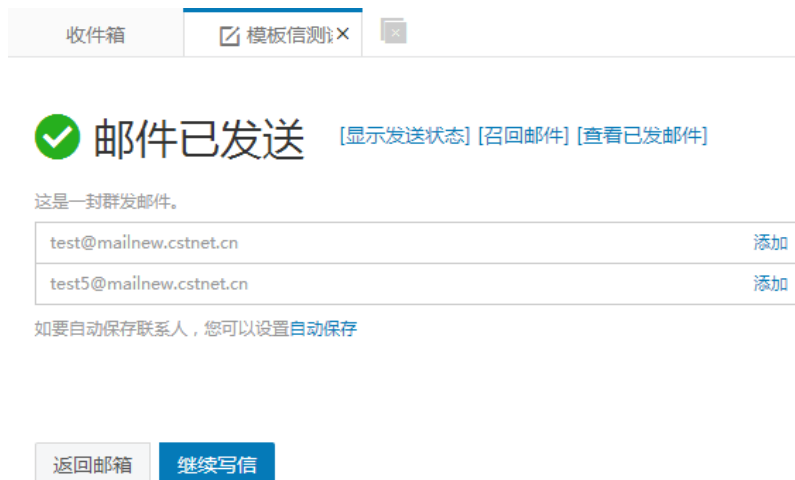 收件箱 模板信测
邮件已发送 [显示发送状态] [召回邮件] [查看已发邮件]
这是一封群发邮件。
test@mailnew.cstnet.cn 添加
test5@mailnew.cstnet.cn 添加
如要自动保存联系人，您可以设置自动保存
返回邮箱 继续写信